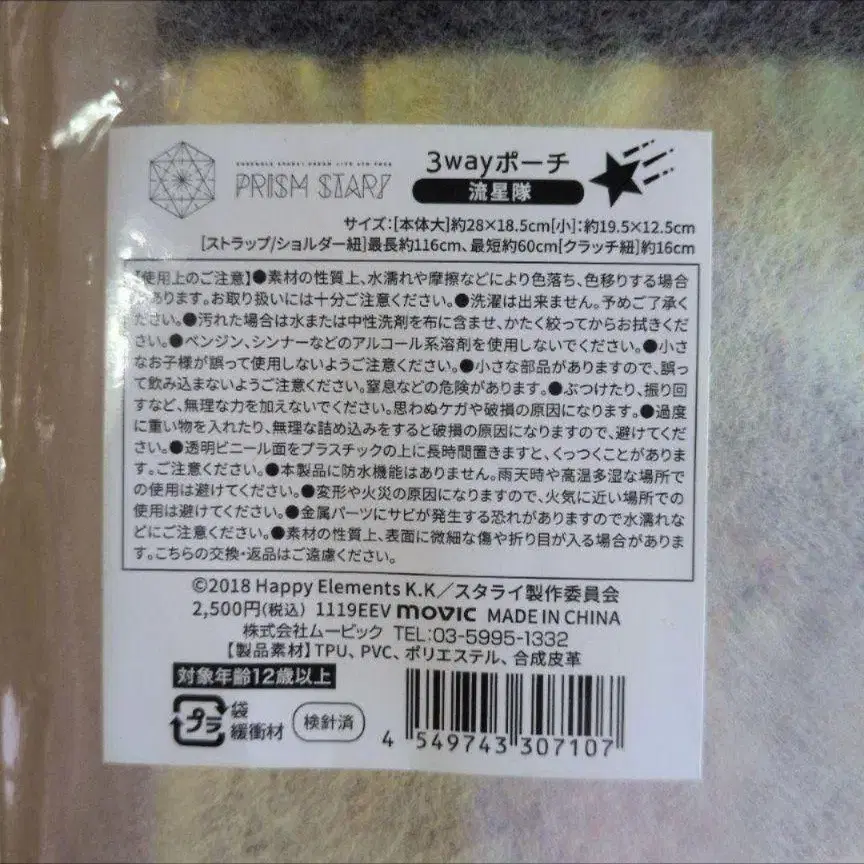 ENSEMBLE STARS! DREAM LIVE 4TH TOUR
PRISM STAR!
3wayポーチ
流星隊
サイズ:[本体大]約28×18.5cm[小]:約19.5×12.5cm
[ストラップ/ショルダー紐]最長約116cm、最短約60cm[クラッチ紐]約16cm
【使用上のご注意】●素材の性質上、水濡れや摩擦などにより色落ち、色移りする場合
があります。お取り扱いには十分ご注意ください。●洗濯は出来ません。予めご了承く
ださい。●汚れた場合は水または中性洗剤を布に含ませ、かたく絞ってからお拭きくだ
さい。●ベンジン、シンナーなどのアルコール系溶剤を使用しないでください。●小さ
なお子様が誤って使用しないようご注意ください。●小さな部品がありますので、誤っ
て飲み込まないようご注意ください。窒息などの危険があります。●ぶつけたり、振り回
すなど、無理な力を加えないでください。思わぬケガや破損の原因になります。●過度
に重い物を入れたり、無理な詰め込みをすると破損の原因になりますので、避けてくだ
さい。●透明ビニール面をプラスチックの上に長時間置きますと、くっつくことがありま
す。ご注意ください。●本製品に防水機能はありません。雨天時や高温多湿な場所で
の使用は避けてください。●変形や火災の原因になりますので、火気に近い場所での
使用は避けてください。●金属パーツにサビが発生する恐れがありますので水濡れな
どにご注意ください。●素材の性質上、表面に微細な傷や折り目が入る場合がありま
す。こちらの交換・返品はご遠慮ください。
©2018 Happy Elements K.K／スタライ製作委員会
2,500円(税込) 1119EEV movic MADE IN CHINA
株式会社ムービック TEL:03-5995-1332
【製品素材】TPU、PVC、ポリエステル、合成皮革
対象年齢12歳以上
プラ
袋
緩衝材
検針済
4 549743 307107